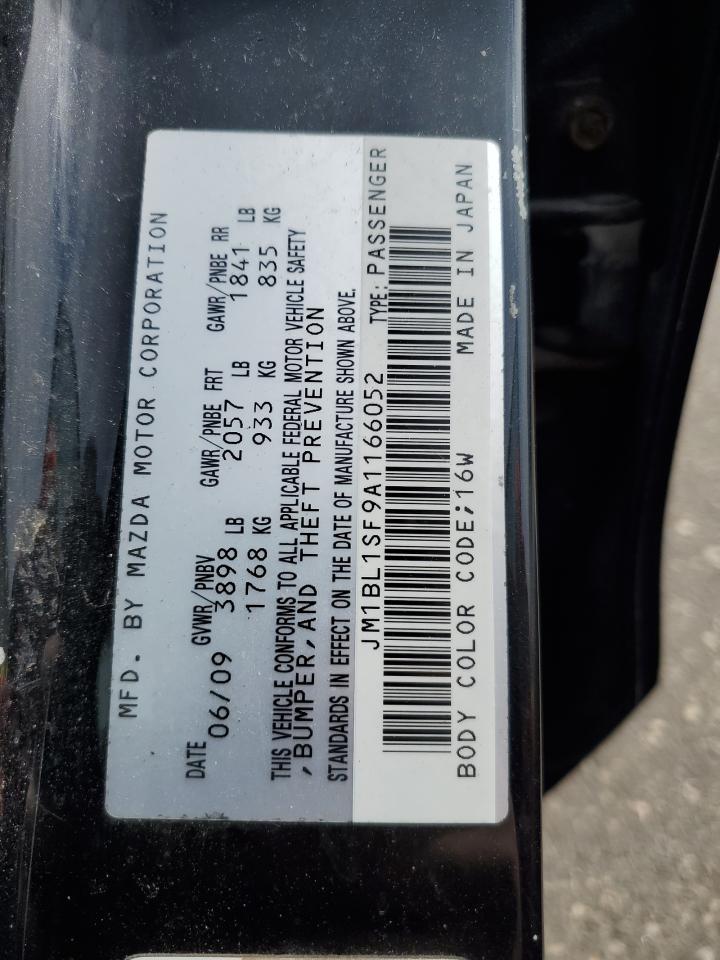 MFD. BY MAZDA MOTOR CORPORATION
DATE GVWR/PNBV GAWR/PNBE FRT GAWR/PNBE RR
06/09 3898 LB 2057 LB 1841 LB
1768 KG 933 KG 835 KG
THIS VEHICLE CONFORMS TO ALL APPLICABLE FEDERAL MOTOR VEHICLE SAFETY
,BUMPER,AND THEFT PREVENTION
STANDARDS IN EFFECT ON THE DATE OF MANUFACTURE SHOWN ABOVE.
JM1BL1SF9A1166052 TYPE: PASSENGER
BODY COLOR CODE;16W MADE IN JAPAN